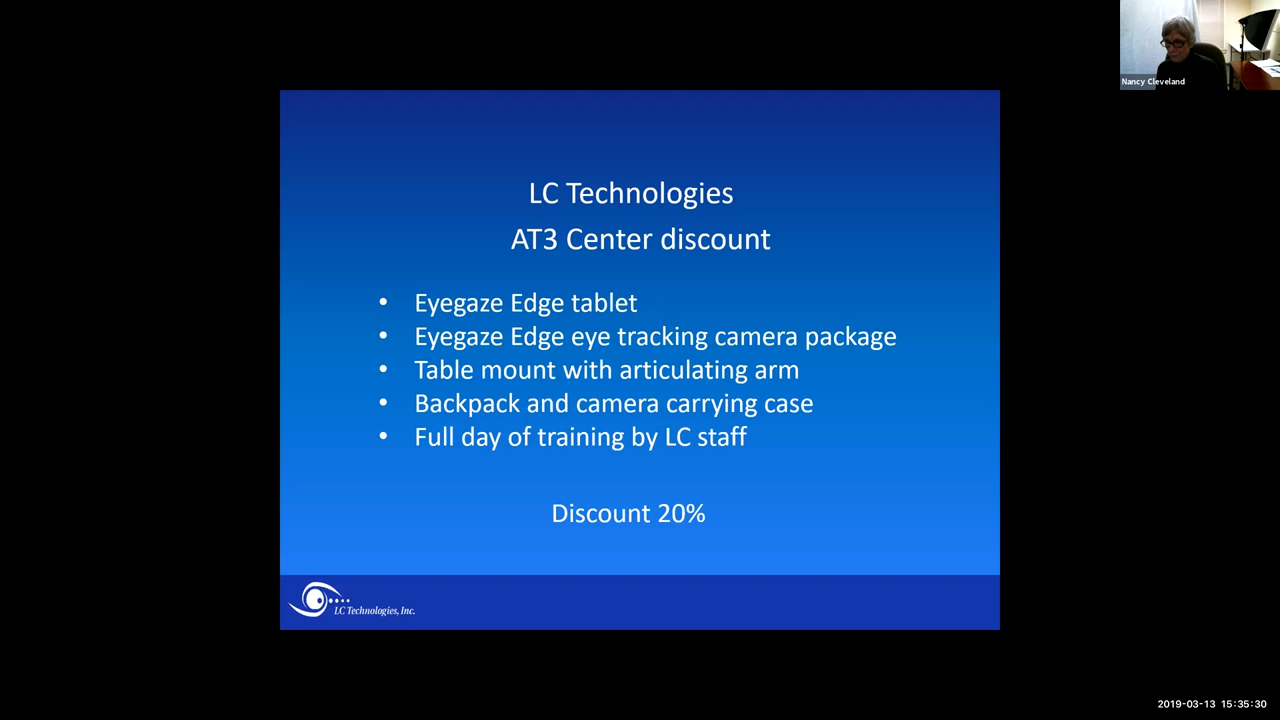 Nancy Cleveland
LC Technologies
AT3 Center discount
• Eyegaze Edge tablet
• Eyegaze Edge eye tracking camera package
• Table mount with articulating arm
• Backpack and camera carrying case
• Full day of training by LC staff
Discount 20%
LC Technologies, Inc.
2019-03-13 15:35:30